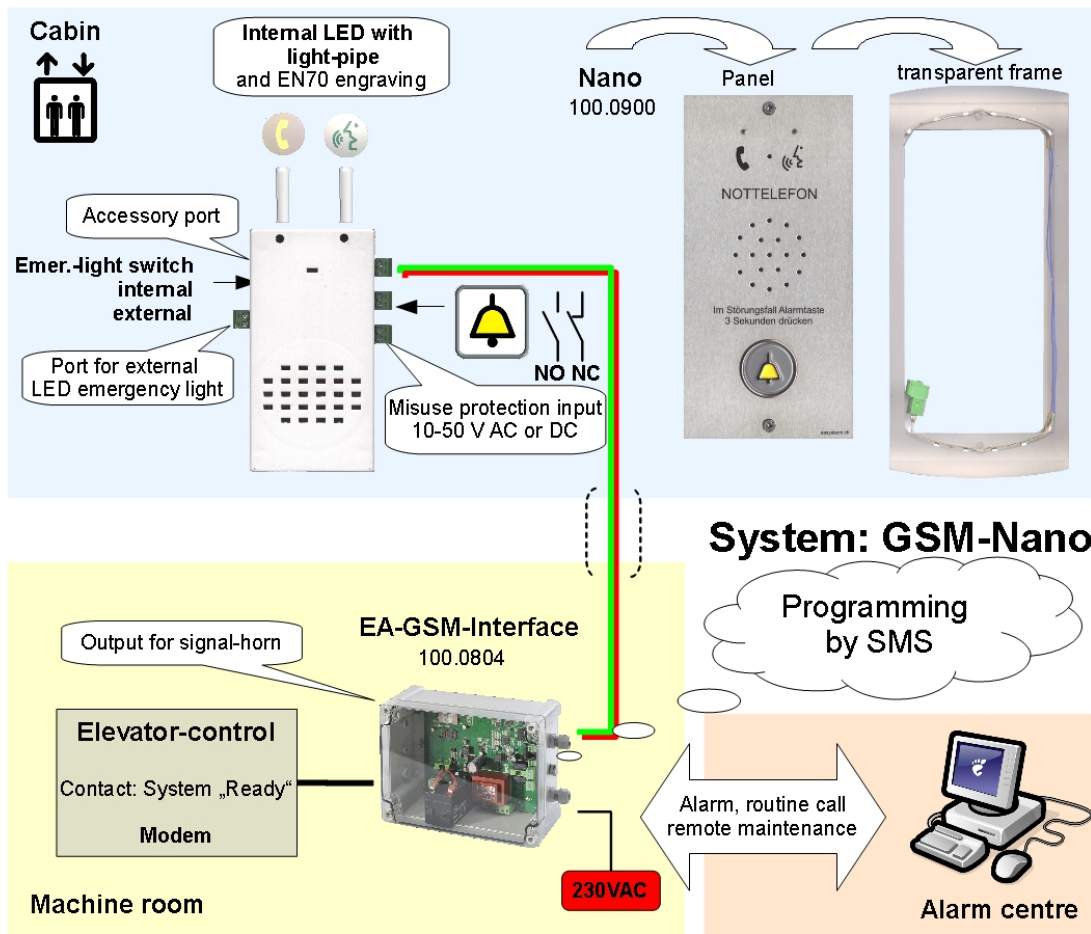 Cabin
Internal LED with
light-pipe
and EN70 engraving
Nano
100.0900
Panel
transparent frame
NOTTELEFON
Im Störungsfall Alarmtaste
3 Sekunden drücken
easyalarm.ch
Accessory port
Emer.-light switch
internal
external
Port for external
LED emergency light
NO NC
Misuse protection input
10-50 V AC or DC
System: GSM-Nano
Programming
by SMS
EA-GSM-Interface
100.0804
Output for signal-horn
Elevator-control
Contact: System „Ready“
Modem
230VAC
Machine room
Alarm, routine call
remote maintenance
Alarm centre